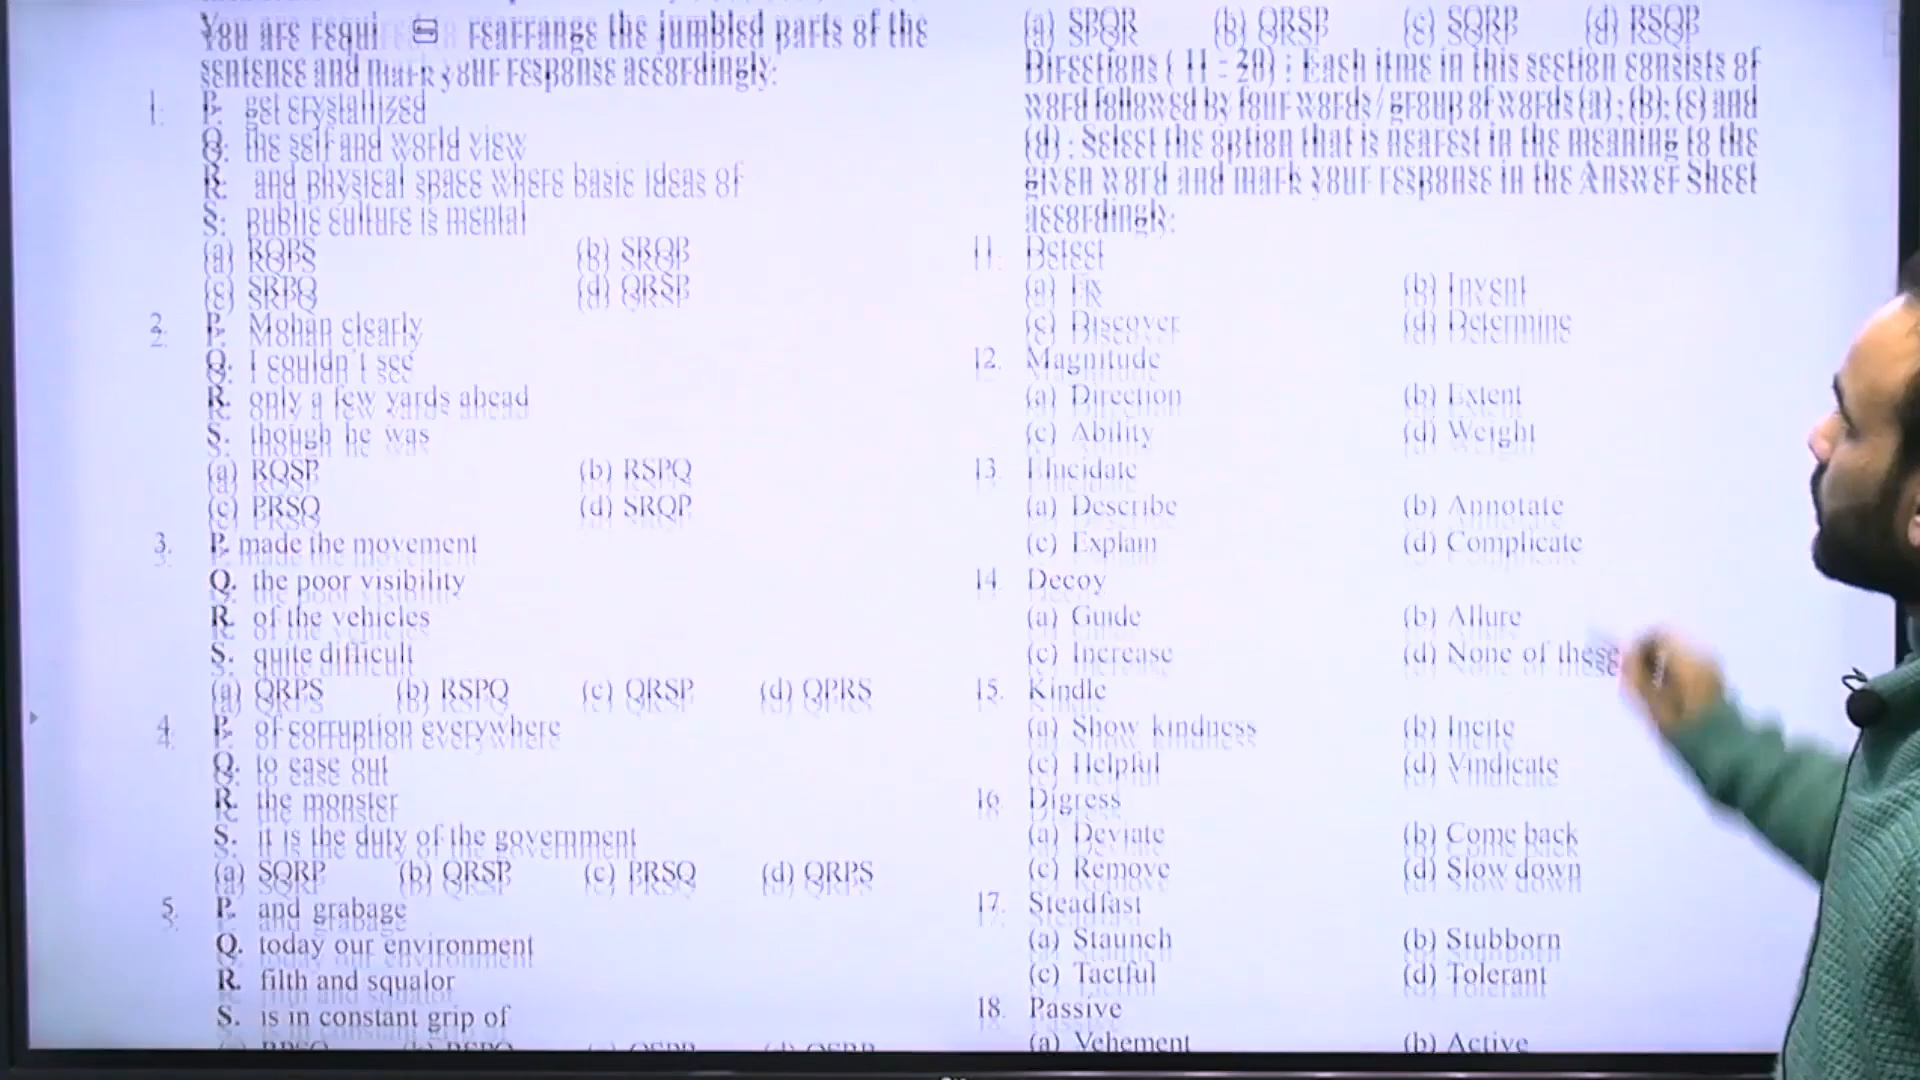 You are requi rearrange the jumbled parts of the
sentence and mark your response accordingly:
1. P. get crystallized
Q. the self and world view
R. and physical space where basic ideas of
S. public culture is mental
(a) RQPS (b) SRQP
(c) SRPQ (d) QRSP
2. P. Mohan clearly
Q. I couldn't see
R. only a few yards ahead
S. though he was
(a) RQSP (b) RSPQ
(c) PRSQ (d) SRQP
3. P. made the movement
Q. the poor visibility
R. of the vehicles
S. quite difficult
(a) QRPS (b) RSPQ (c) QRSP (d) QPRS
4. P. of corruption everywhere
Q. to ease out
R. the monster
S. it is the duty of the government
(a) SQRP (b) QRSP (c) PRSQ (d) QRPS
5. P. and grabage
Q. today our environment
R. filth and squalor
S. is in constant grip of
(a) SPQR (b) QRSP (c) SQRP (d) RSQP
Directions ( 11 - 20) : Each items in this section consists of
word followed by four words / group of words (a), (b), (c) and
(d) . Select the option that is nearest in the meaning to the
given word and mark your response in the Answer Sheet
accordingly:
11. Detect
(a) Fix (b) Invent
(c) Discover (d) Determine
12. Magnitude
(a) Direction (b) Extent
(c) Ability (d) Weight
13. Elucidate
(a) Describe (b) Annotate
(c) Explain (d) Complicate
14. Decoy
(a) Guide (b) Allure
(c) Increase (d) None of these
15. Kindle
(a) Show kindness (b) Incite
(c) Helpful (d) Vindicate
16. Digress
(a) Deviate (b) Come back
(c) Remove (d) Slow down
17. Steadfast
(a) Staunch (b) Stubborn
(c) Tactful (d) Tolerant
18. Passive
(a) Vehement (b) Active